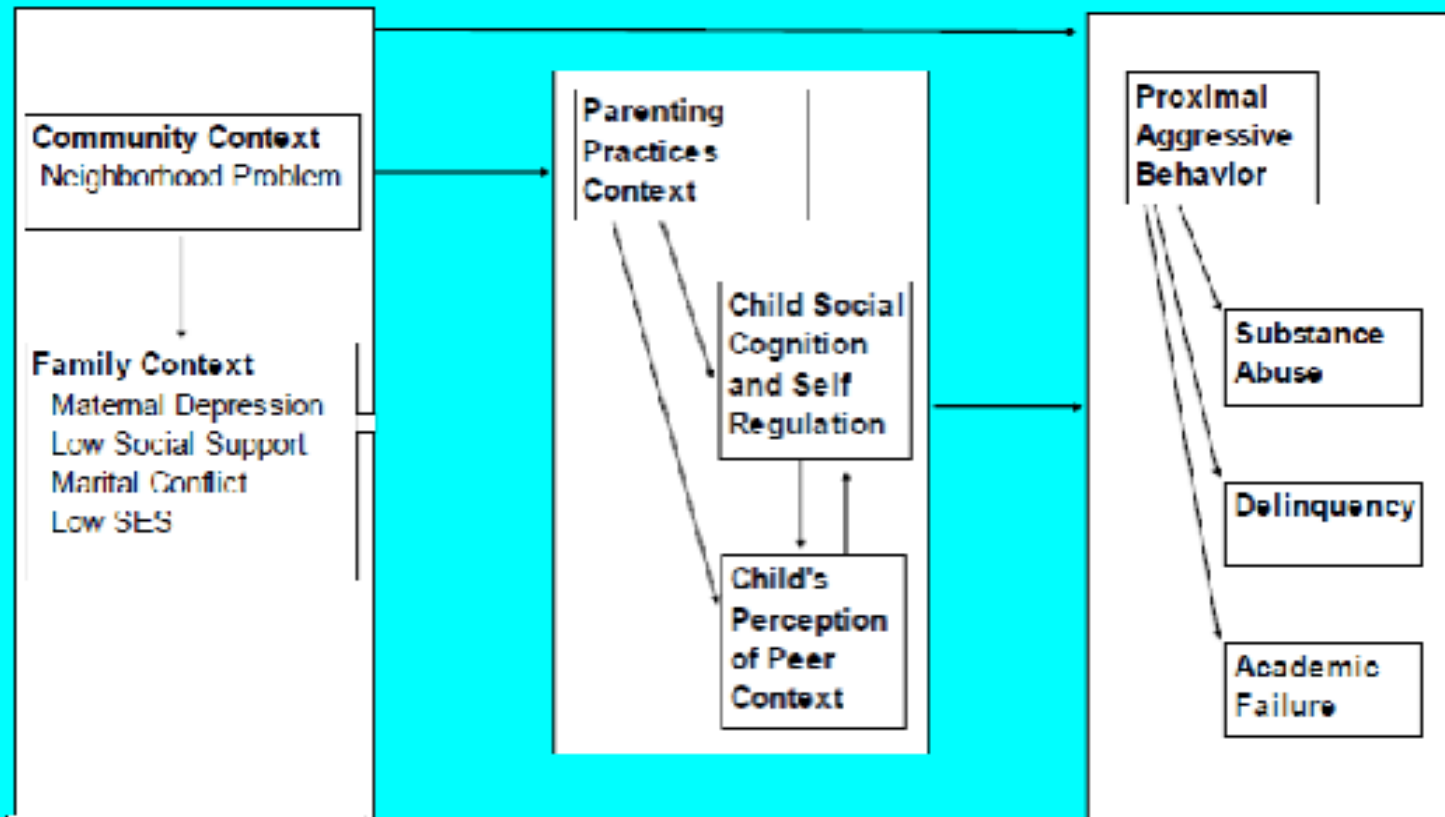 Community Context
Neighborhood Problem
Family Context
Maternal Depression
Low Social Support
Marital Conflict
Low SES
Parenting
Practices
Context
Child Social
Cognition
and Self
Regulation
Child's
Perception
of Peer
Context
Proximal
Aggressive
Behavior
Substance
Abuse
Delinquency
Academic
Failure